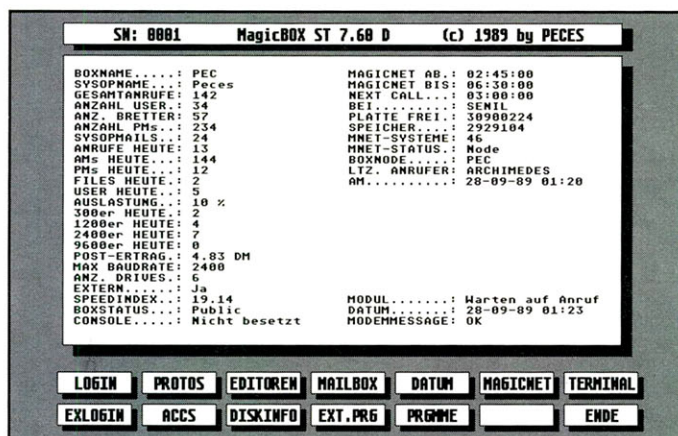 SN: 0001 MagicBOX ST 7.60 D (c) 1989 by PECES
BOXNAME.....: PEC
SYSOPNAME...: Peces
GESAMTANRUFE: 142
ANZAHL USER.: 34
ANZ. BRETTER: 57
ANZAHL PMs..: 234
SYSOPMAILS..: 24
ANRUFE HEUTE: 13
AMs HEUTE...: 144
PMs HEUTE...: 12
FILES HEUTE.: 2
USER HEUTE..: 5
AUSLASTUNG..: 10 %
300er HEUTE.: 2
1200er HEUTE: 4
2400er HEUTE: 7
9600er HEUTE: 0
POST-ERTRAG.: 4.83 DM
MAX BAUDRATE: 2400
ANZ. DRIVES.: 6
EXTERN......: Ja
SPEEDINDEX..: 19.14
BOXSTATUS...: Public
CONSOLE.....: Nicht besetzt
MAGICNET AB.: 02:45:00
MAGICNET BIS: 06:30:00
NEXT CALL...: 03:00:00
BEI.........: SENIL
PLATTE FREI.: 30900224
SPEICHER....: 2929104
MNET-SYSTEME: 46
MNET-STATUS.: Node
BOXNODE.....: PEC
LTZ. ANRUFER: ARCHIMEDES
AM..........: 28-09-89 01:20
MODUL.......: Warten auf Anruf
DATUM.......: 28-09-89 01:23
MODEMMESSAGE: OK
LOGIN PROTOS EDITOREN MAILBOX DATUM MAGICNET TERMINAL
EXLOGIN ACCS DISKINFO EXT.PRG PRGMME ENDE